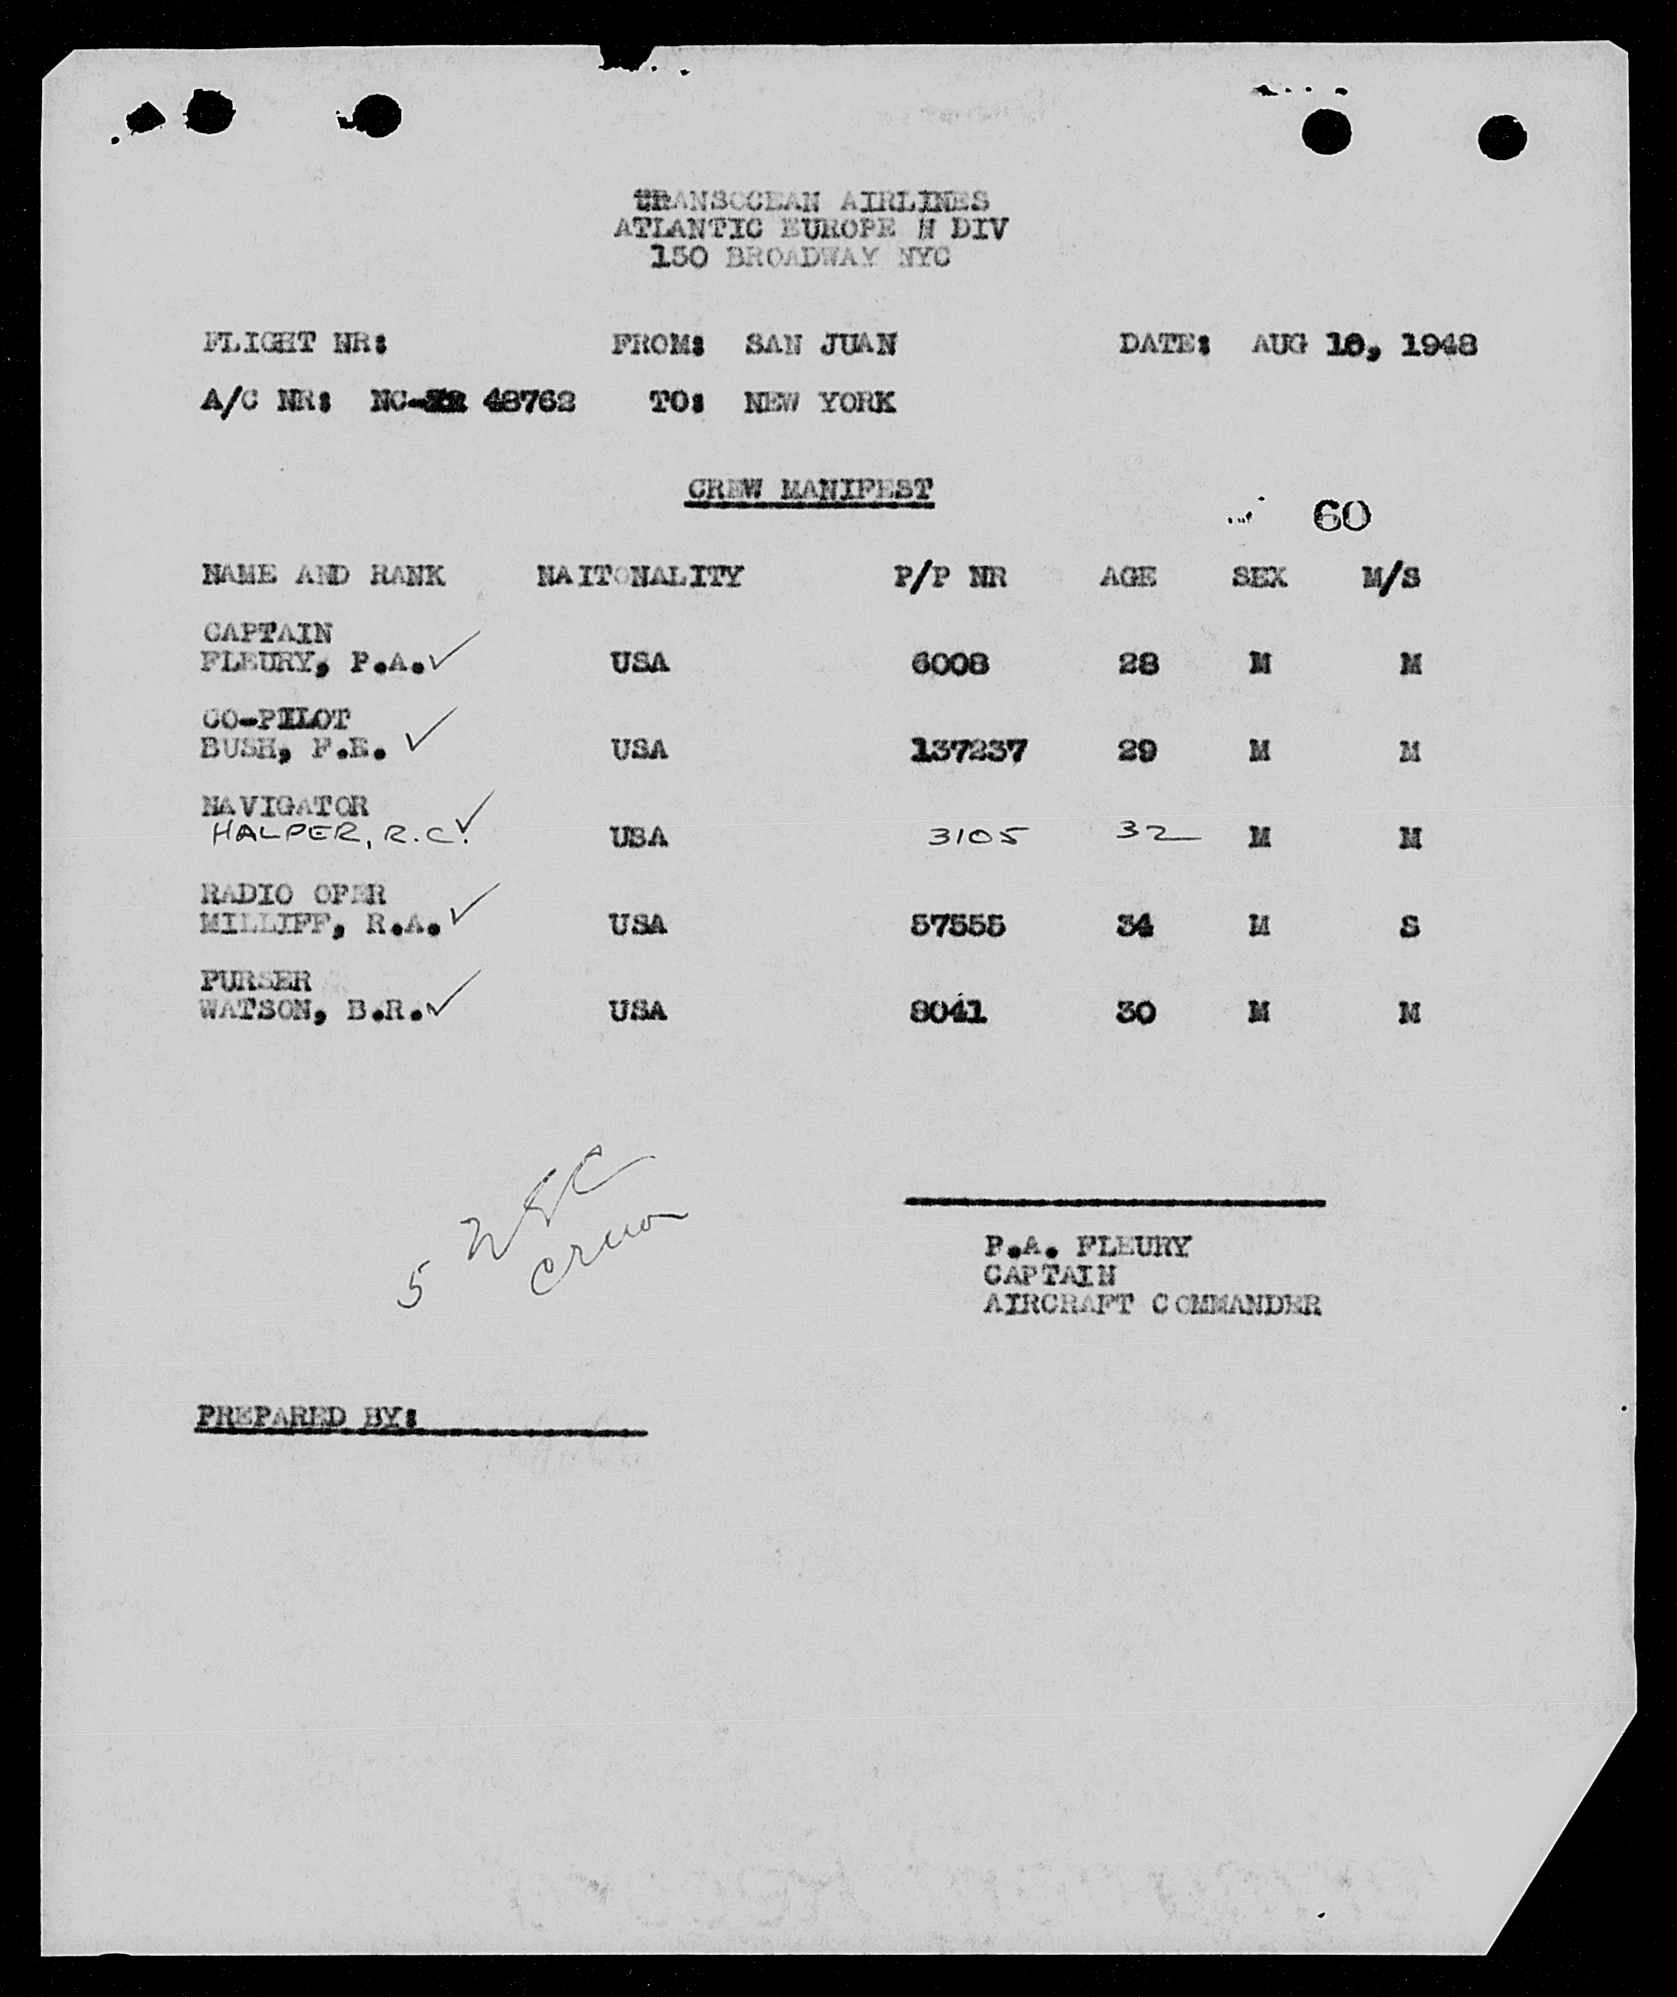 TRANSOCEAN AIRLINES
ATLANTIC EUROPE N DIV
150 BROADWAY NYC
FLIGHT NR: FROM: SAN JUAN DATE: AUG 10, 1948
A/C NR: NC- 48762 TO: NEW YORK
CREW MANIFEST
60
NAME AND RANK NAITONALITY P/P NR AGE SEX M/S
CAPTAIN
FLEURY, P.A. ✓ USA 6008 28 M M
CO-PILOT
BUSH, F.E. ✓ USA 137237 29 M M
NAVIGATOR
HALPER, R.C. ✓ USA 3105 32 M M
RADIO OPER
MILLIFF, R.A. ✓ USA 57555 34 M S
PURSER
WATSON, B.R. ✓ USA 8041 30 M M
5 crew
P.A. FLEURY
CAPTAIN
AIRCRAFT COMMANDER
PREPARED BY: